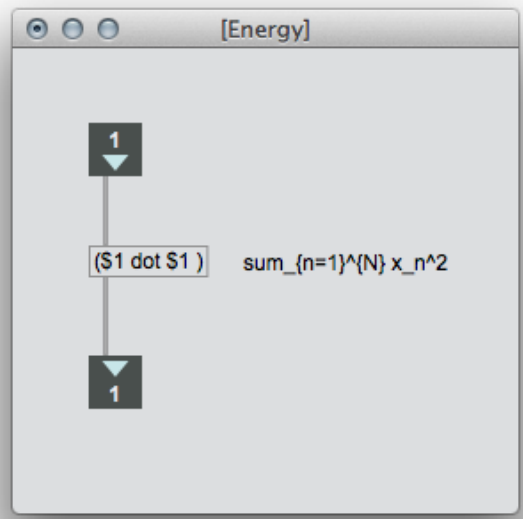 [Energy]
1
($1 dot $1 )
sum_{n=1}^{N} x_n^2
1